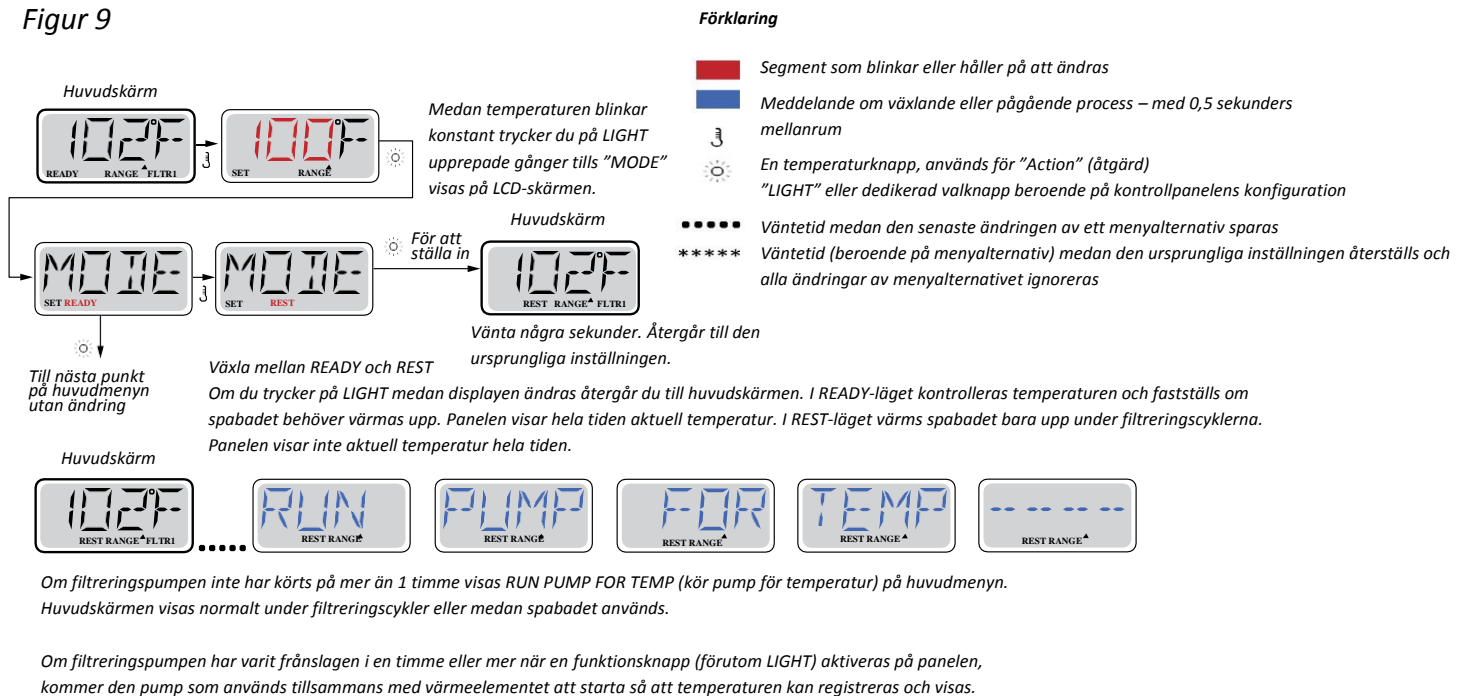 Figur 9
Förklaring
Segment som blinkar eller håller på att ändras
Meddelande om växlande eller pågående process – med 0,5 sekunders
mellanrum
En temperaturknapp, används för ”Action” (åtgärd)
"LIGHT” eller dedikerad valknapp beroende på kontrollpanelens konfiguration
Väntetid medan den senaste ändringen av ett menyalternativ sparas
***** Väntetid (beroende på menyalternativ) medan den ursprungliga inställningen återställs och
alla ändringar av menyalternativet ignoreras
Huvudskärm
102°F
READY RANGE FLTR1
100°F
SET RANGE
Medan temperaturen blinkar
konstant trycker du på LIGHT
upprepade gånger tills ”MODE”
visas på LCD-skärmen.
MODE
SET READY
MODE
SET REST
För att
ställa in
Huvudskärm
102°F
REST RANGE FLTR1
Vänta några sekunder. Återgår till den
ursprungliga inställningen.
Till nästa punkt
på huvudmenyn
utan ändring
Växla mellan READY och REST
Om du trycker på LIGHT medan displayen ändras återgår du till huvudskärmen. I READY-läget kontrolleras temperaturen och fastställs om
spabadet behöver värmas upp. Panelen visar hela tiden aktuell temperatur. I REST-läget värms spabadet bara upp under filtreringscyklerna.
Panelen visar inte aktuell temperatur hela tiden.
Huvudskärm
102°F
REST RANGE FLTR1
RUN
REST RANGE
PUMP
REST RANGE
FOR
REST RANGE
TEMP
REST RANGE
-- -- -- --
REST RANGE
Om filtreringspumpen inte har körts på mer än 1 timme visas RUN PUMP FOR TEMP (kör pump för temperatur) på huvudmenyn.
Huvudskärmen visas normalt under filtreringscykler eller medan spabadet används.
Om filtreringspumpen har varit frånslagen i en timme eller mer när en funktionsknapp (förutom LIGHT) aktiveras på panelen,
kommer den pump som används tillsammans med värmeelementet att starta så att temperaturen kan registreras och visas.